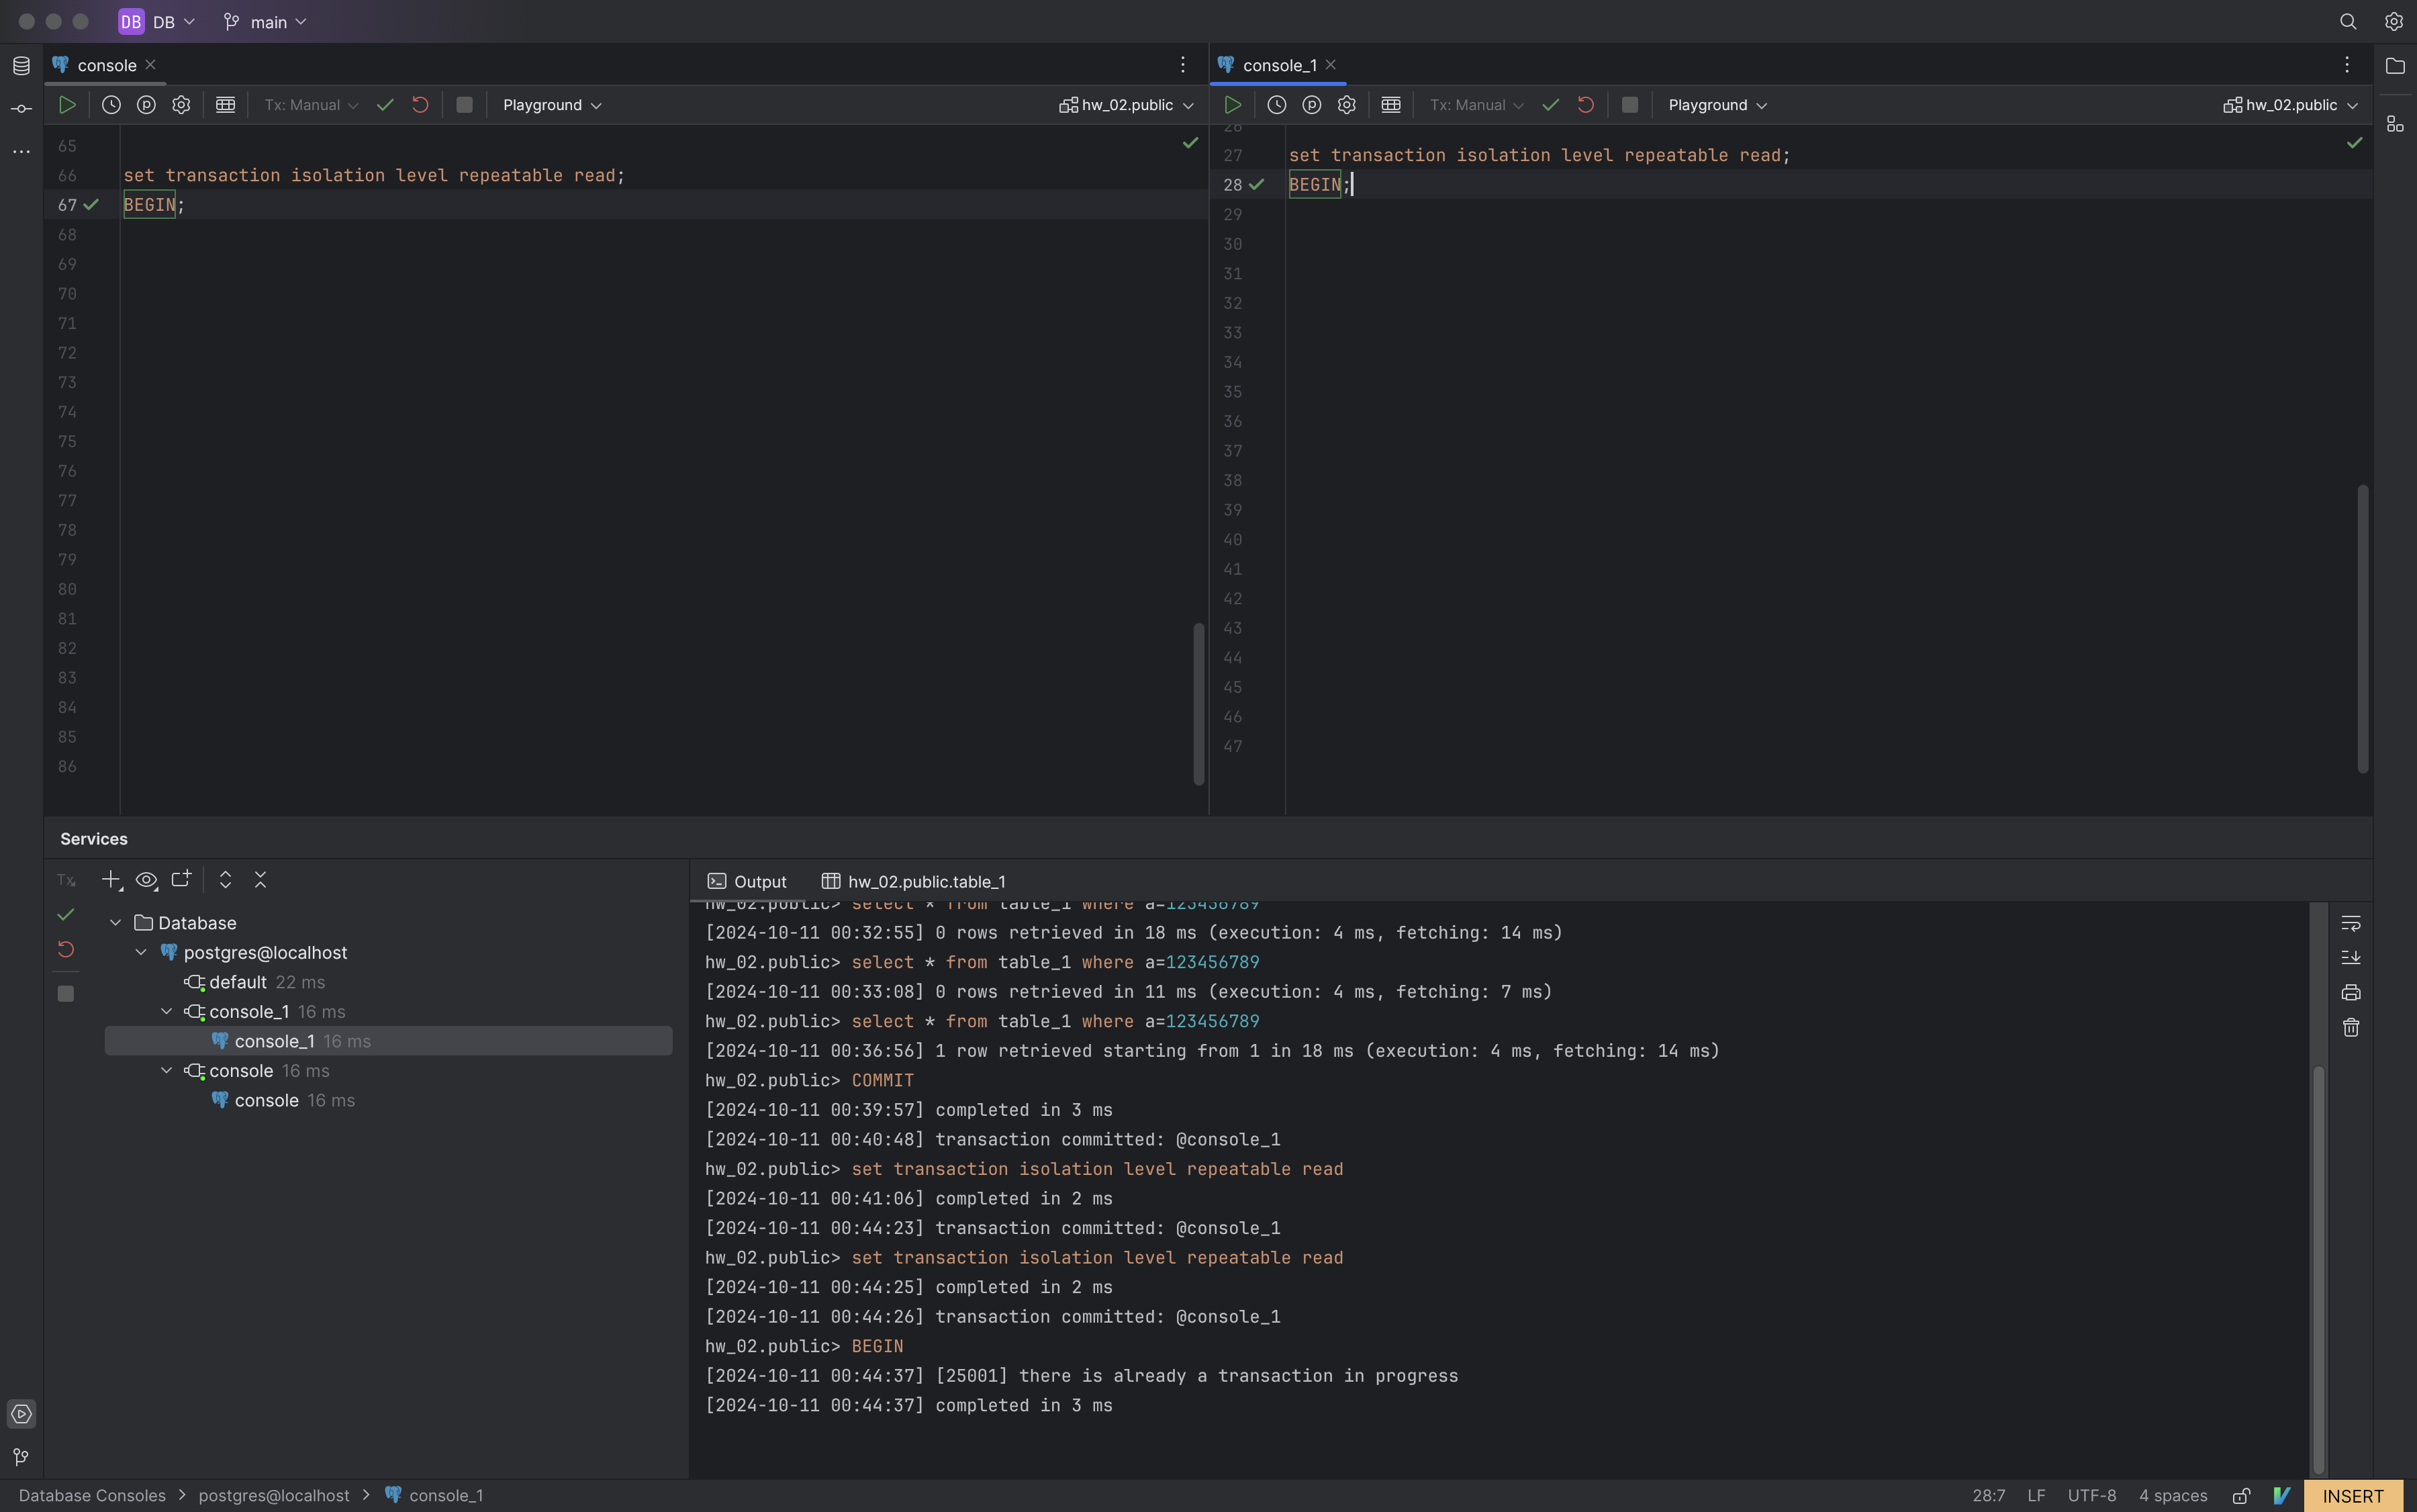 DB DB main
console
console_1
Tx: Manual Playground hw_02.public
Tx: Manual Playground hw_02.public
65
66 set transaction isolation level repeatable read;
67 BEGIN;
68
69
70
71
72
73
74
75
76
77
78
79
80
81
82
83
84
85
86
26
27 set transaction isolation level repeatable read;
28 BEGIN;
29
30
31
32
33
34
35
36
37
38
39
40
41
42
43
44
45
46
47
Services
Tx
Database
postgres@localhost
default 22 ms
console_1 16 ms
console_1 16 ms
console 16 ms
console 16 ms
Output hw_02.public.table_1
hw_02.public> select * from table_1 where a=123456789
[2024-10-11 00:32:55] 0 rows retrieved in 18 ms (execution: 4 ms, fetching: 14 ms)
hw_02.public> select * from table_1 where a=123456789
[2024-10-11 00:33:08] 0 rows retrieved in 11 ms (execution: 4 ms, fetching: 7 ms)
hw_02.public> select * from table_1 where a=123456789
[2024-10-11 00:36:56] 1 row retrieved starting from 1 in 18 ms (execution: 4 ms, fetching: 14 ms)
hw_02.public> COMMIT
[2024-10-11 00:39:57] completed in 3 ms
[2024-10-11 00:40:48] transaction committed: @console_1
hw_02.public> set transaction isolation level repeatable read
[2024-10-11 00:41:06] completed in 2 ms
[2024-10-11 00:44:23] transaction committed: @console_1
hw_02.public> set transaction isolation level repeatable read
[2024-10-11 00:44:25] completed in 2 ms
[2024-10-11 00:44:26] transaction committed: @console_1
hw_02.public> BEGIN
[2024-10-11 00:44:37] [25001] there is already a transaction in progress
[2024-10-11 00:44:37] completed in 3 ms
Database Consoles > postgres@localhost > console_1
28:7 LF UTF-8 4 spaces INSERT